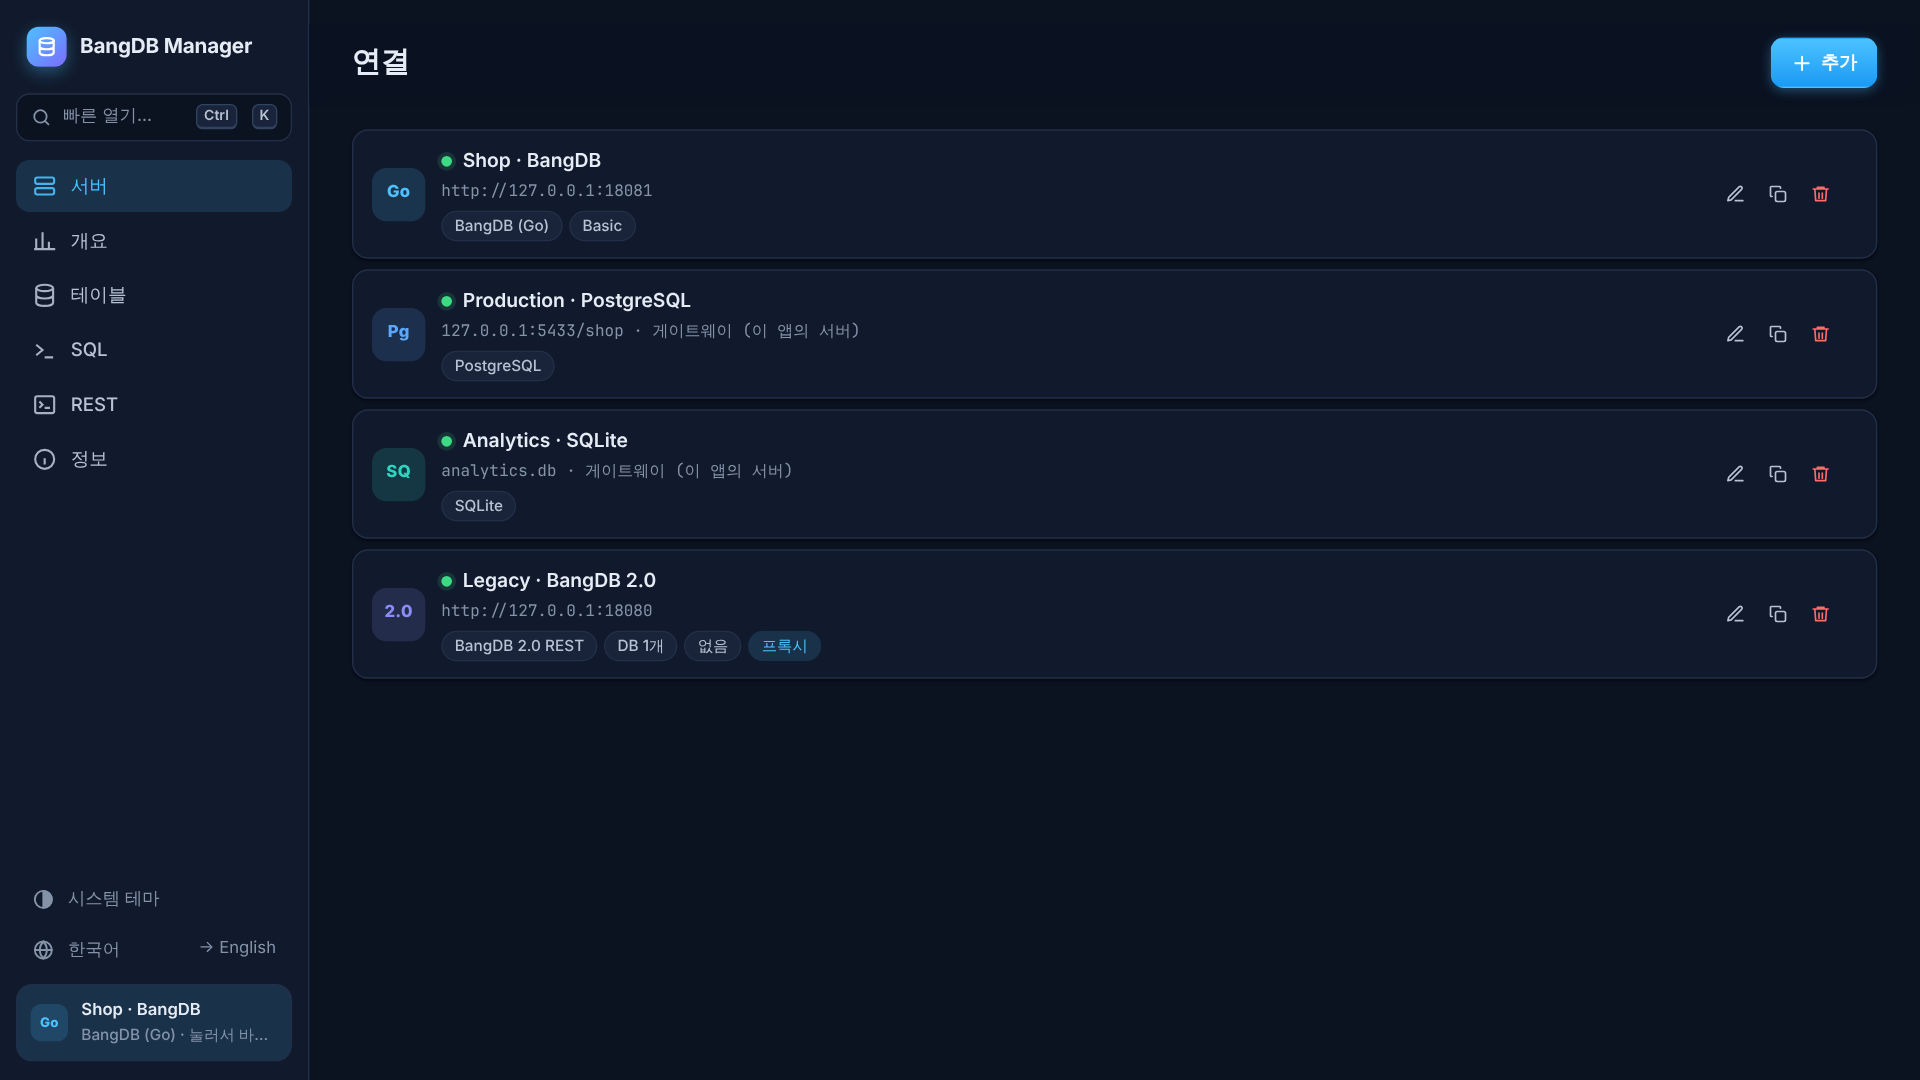 BangDB Manager
빠른 열기... Ctrl K
서버
개요
테이블
SQL
REST
정보
시스템 테마
한국어 → English
Go
Shop · BangDB
BangDB (Go) · 눌러서 바...
연결
추가
Go
Shop · BangDB
http://127.0.0.1:18081
BangDB (Go) Basic
Pg
Production · PostgreSQL
127.0.0.1:5433/shop · 게이트웨이 (이 앱의 서버)
PostgreSQL
SQ
Analytics · SQLite
analytics.db · 게이트웨이 (이 앱의 서버)
SQLite
2.0
Legacy · BangDB 2.0
http://127.0.0.1:18080
BangDB 2.0 REST DB 1개 없음 프록시